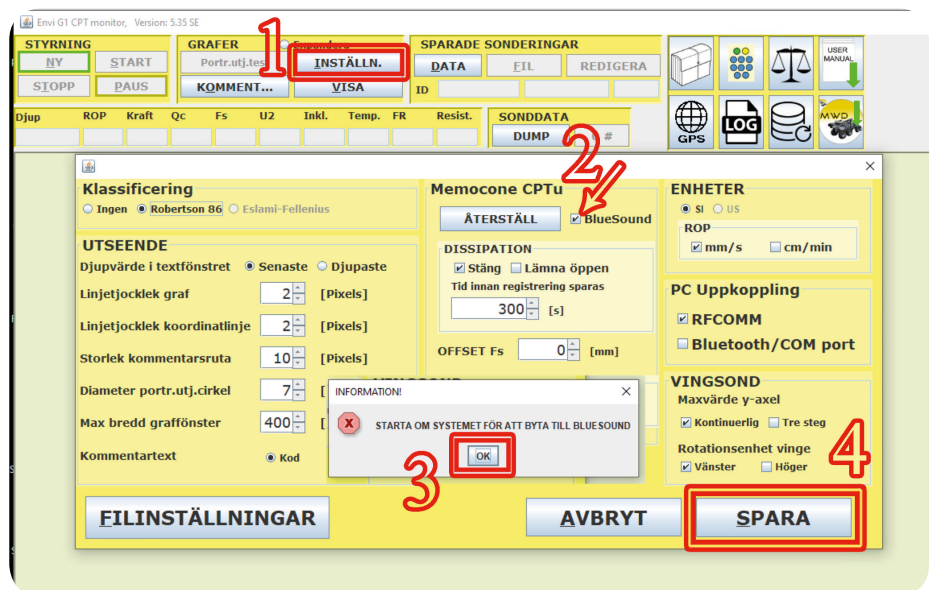 Envi G1 CPT monitor, Version: 5.35 SE
1
STYRNING
NY START
STOPP PAUS
GRAFER
Portr.utj.tes INSTÄLLN.
KOMMENT... VISA
SPARADE SONDERINGAR
DATA FIL REDIGERA
ID
USER
MANUAL
GPS LOG MWD
Djup ROP Kraft Qc Fs U2 Inkl. Temp. FR Resist.
SONDDATA
DUMP #
2
Klassificering
Ingen Robertson 86 Eslami-Fellenius
UTSEENDE
Djupvärde i textfönstret Senaste Djupaste
Linjetjocklek graf 2 [Pixels]
Linjetjocklek koordinatlinje 2 [Pixels]
Storlek kommentarsruta 10 [Pixels]
Diameter portr.utj.cirkel 7 [
Max bredd graffönster 400 [
Kommentartext Kod
Memocone CPTu
ÅTERSTÄLL BlueSound
DISSIPATION
Stäng Lämna öppen
Tid innan registrering sparas
300 [s]
OFFSET Fs 0 [mm]
ENHETER
SI US
ROP
mm/s cm/min
PC Uppkoppling
RFCOMM
Bluetooth/COM port
VINGSOND
Maxvärde y-axel
Kontinuerlig Tre steg
Rotationsenhet vinge
Vänster Höger
INFORMATION!
STARTA OM SYSTEMET FÖR ATT BYTA TILL BLUESOUND
OK
3
4
FILINSTÄLLNINGAR AVBRYT SPARA